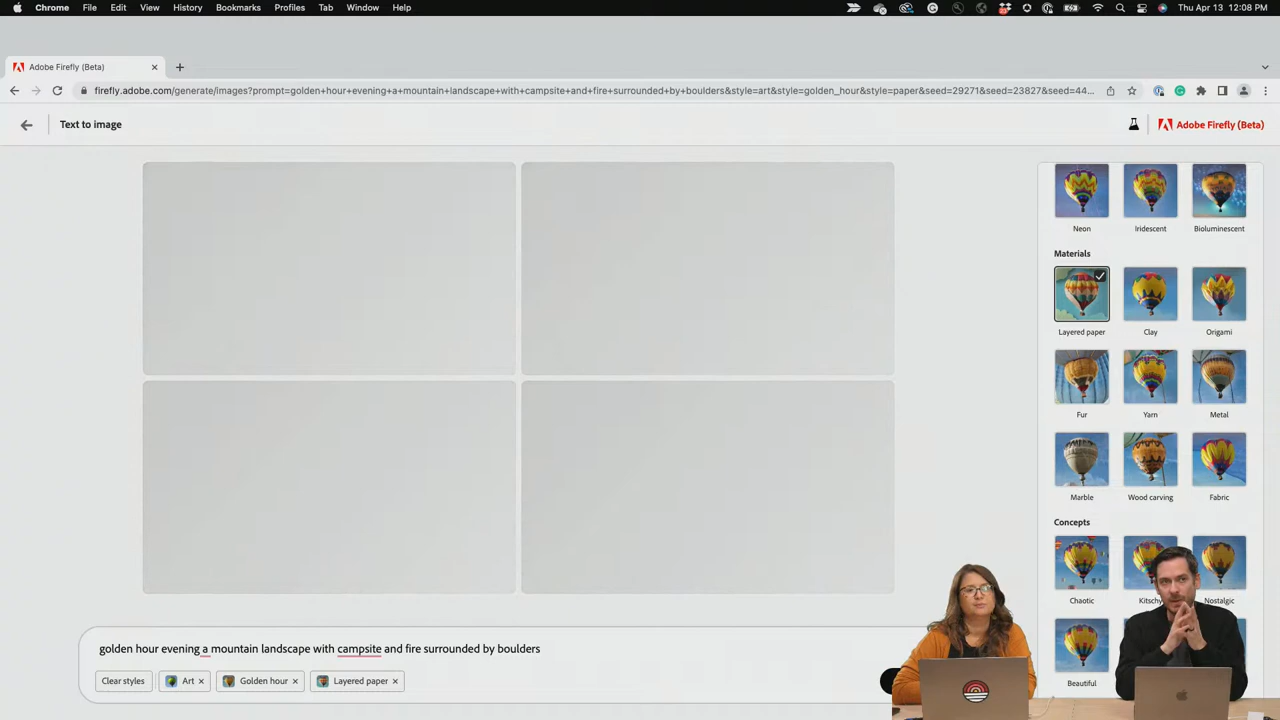 Chrome File Edit View History Bookmarks Profiles Tab Window Help
Thu Apr 13 12:08 PM
Adobe Firefly (Beta)
firefly.adobe.com/generate/images?prompt=golden+hour+evening+a+mountain+landscape+with+campsite+and+fire+surrounded+by+boulders&style=art&style=golden_hour&style=paper&seed=29271&seed=23827&seed=44...
Text to image
Adobe Firefly (Beta)
Neon Iridescent Bioluminescent
Materials
Layered paper Clay Origami
Fur Yarn Metal
Marble Wood carving Fabric
Concepts
Chaotic Kitschy Nostalgic
Beautiful
golden hour evening a mountain landscape with campsite and fire surrounded by boulders
Clear styles Art Golden hour Layered paper